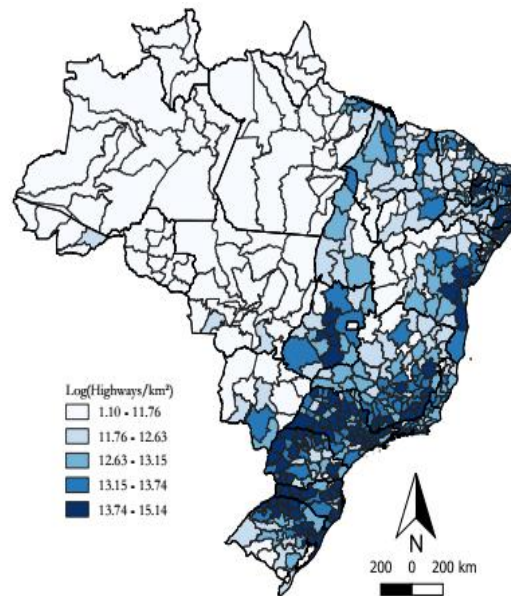 Log(Highways/km²)
1.10 - 11.76
11.76 - 12.63
12.63 - 13.15
13.15 - 13.74
13.74 - 15.14
N
200 0 200 km